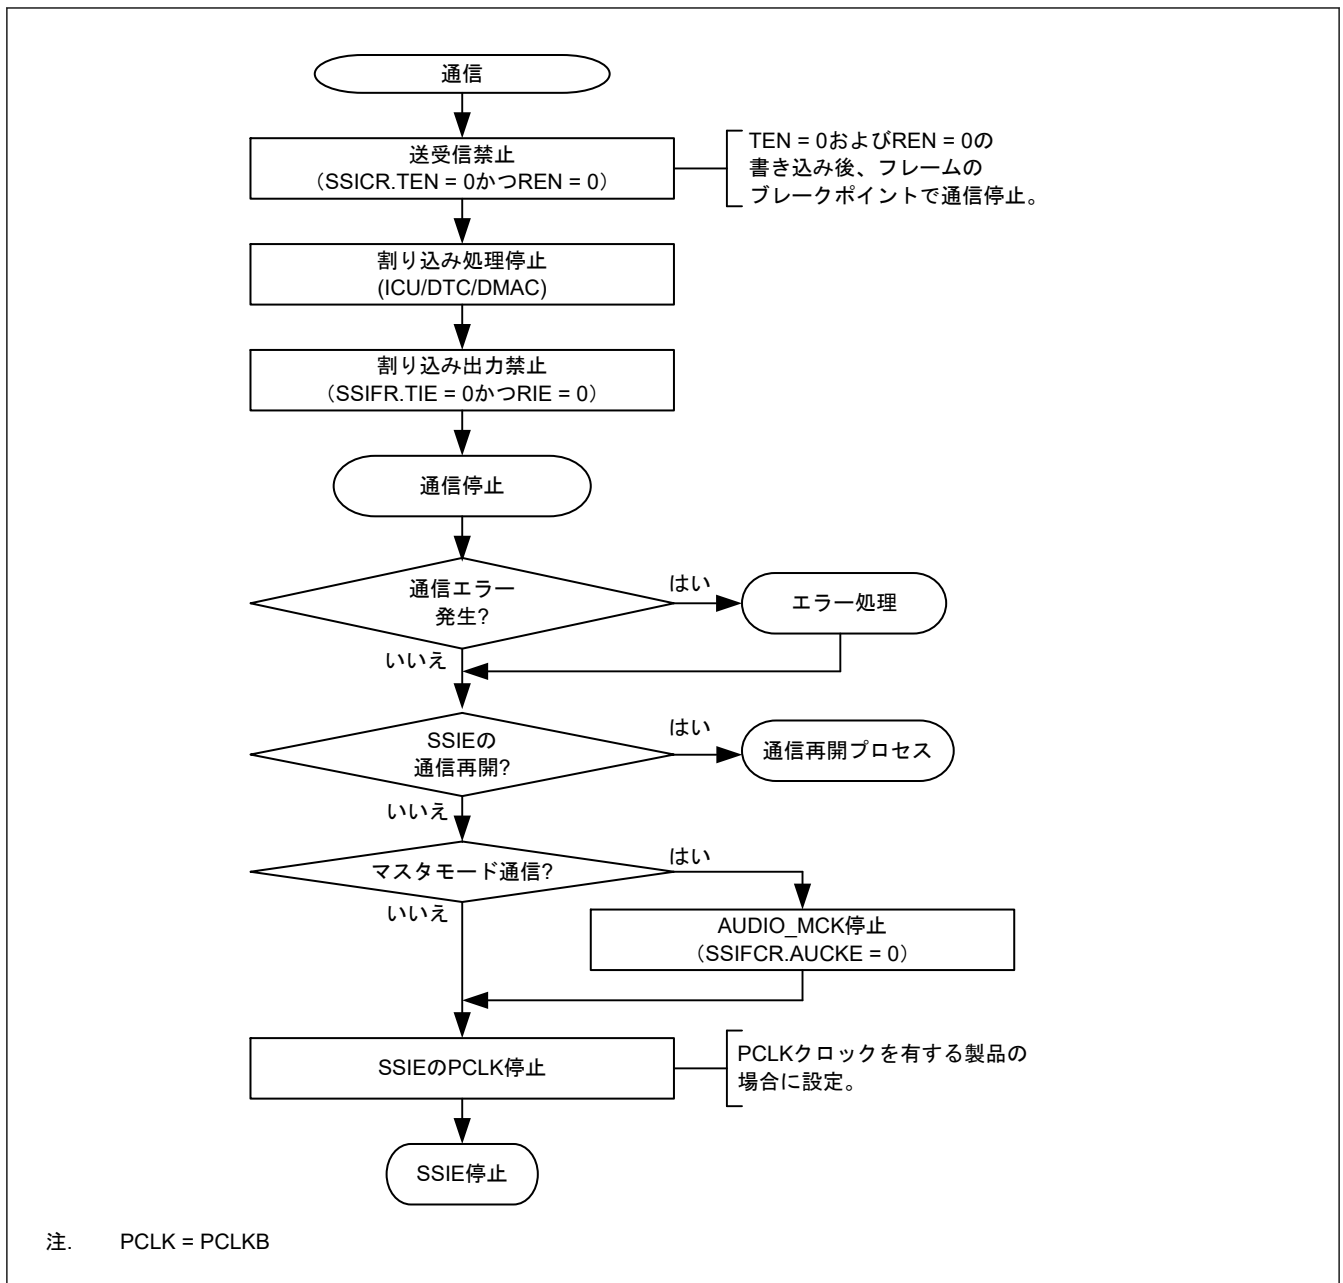 通信
送受信禁止
（SSICR.TEN = 0かつREN = 0）
TEN = 0およびREN = 0の
書き込み後、フレームの
ブレークポイントで通信停止。
割り込み処理停止
(ICU/DTC/DMAC)
割り込み出力禁止
（SSIFR.TIE = 0かつRIE = 0）
通信停止
通信エラー
発生?
はい
エラー処理
いいえ
SSIEの
通信再開?
はい
通信再開プロセス
いいえ
マスタモード通信?
はい
いいえ
AUDIO_MCK停止
（SSIFCR.AUCKE = 0）
SSIEのPCLK停止
PCLKクロックを有する製品の
場合に設定。
SSIE停止
注. PCLK = PCLKB